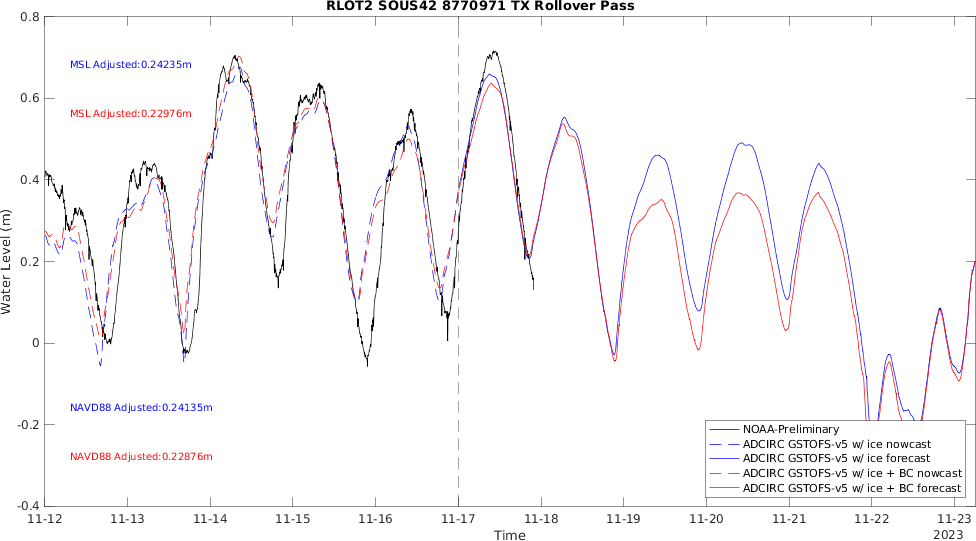 RLOT2 SOUS42 8770971 TX Rollover Pass
0.8
0.6
0.4
0.2
0
-0.2
-0.4
Water Level (m)
MSL Adjusted:0.24235m
MSL Adjusted:0.22976m
NAVD88 Adjusted:0.24135m
NAVD88 Adjusted:0.22876m
NOAA-Preliminary
ADCIRC GSTOFS-v5 w/ ice nowcast
ADCIRC GSTOFS-v5 w/ ice forecast
ADCIRC GSTOFS-v5 w/ ice + BC nowcast
ADCIRC GSTOFS-v5 w/ ice + BC forecast
11-12 11-13 11-14 11-15 11-16 11-17 11-18 11-19 11-20 11-21 11-22 11-23
2023
Time